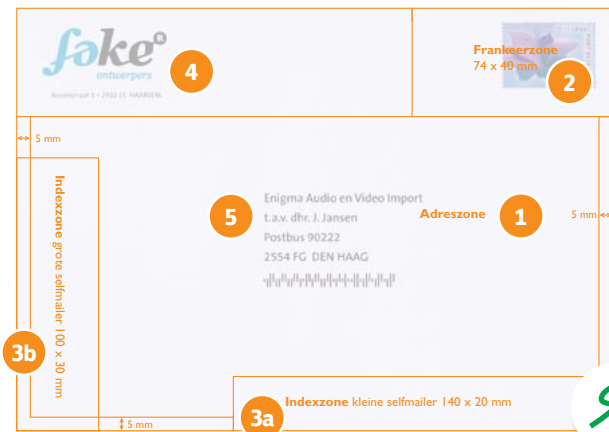 foke®
ontwerpers
4
Frankeerzone
74 x 40 mm
2
5 mm
Enigma Audio en Video Import
t.a.v. dhr. J. Jansen
Postbus 90222
2554 FG DEN HAAG
5
Adreszone
1
5 mm
Indexzone grote selfmailer 100 x 30 mm
3b
Indexzone kleine selfmailer 140 x 20 mm
3a
5 mm